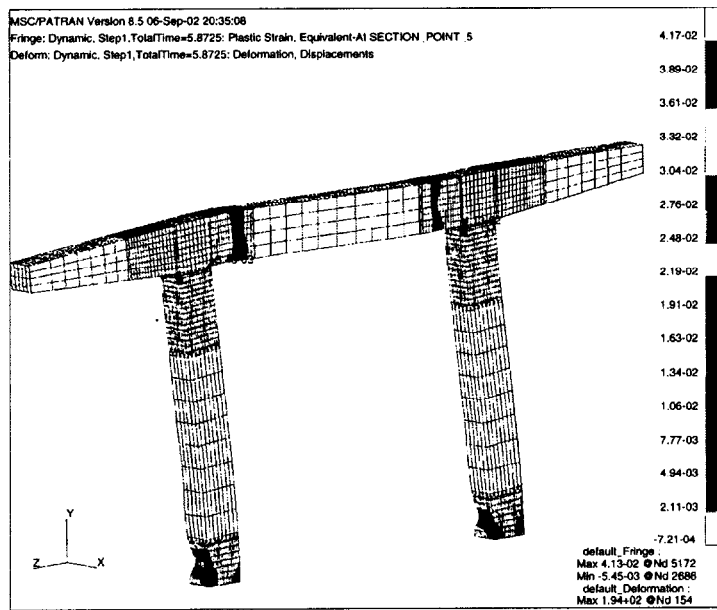 MSC/PATRAN Version 8.5 06-Sep-02 20:35:08
Fringe: Dynamic, Step1,TotalTime=5.8725: Plastic Strain, Equivalent-At SECTION_POINT_5
Deform: Dynamic, Step1,TotalTime=5.8725: Deformation, Displacements
4.17-02
3.89-02
3.61-02
3.32-02
3.04-02
2.76-02
2.48-02
2.19-02
1.91-02
1.63-02
1.34-02
1.06-02
7.77-03
4.94-03
2.11-03
-7.21-04
Y
Z
X
default_Fringe :
Max 4.13-02 @Nd 5172
Min -5.45-03 @Nd 2686
default_Deformation :
Max 1.94+02 @Nd 154